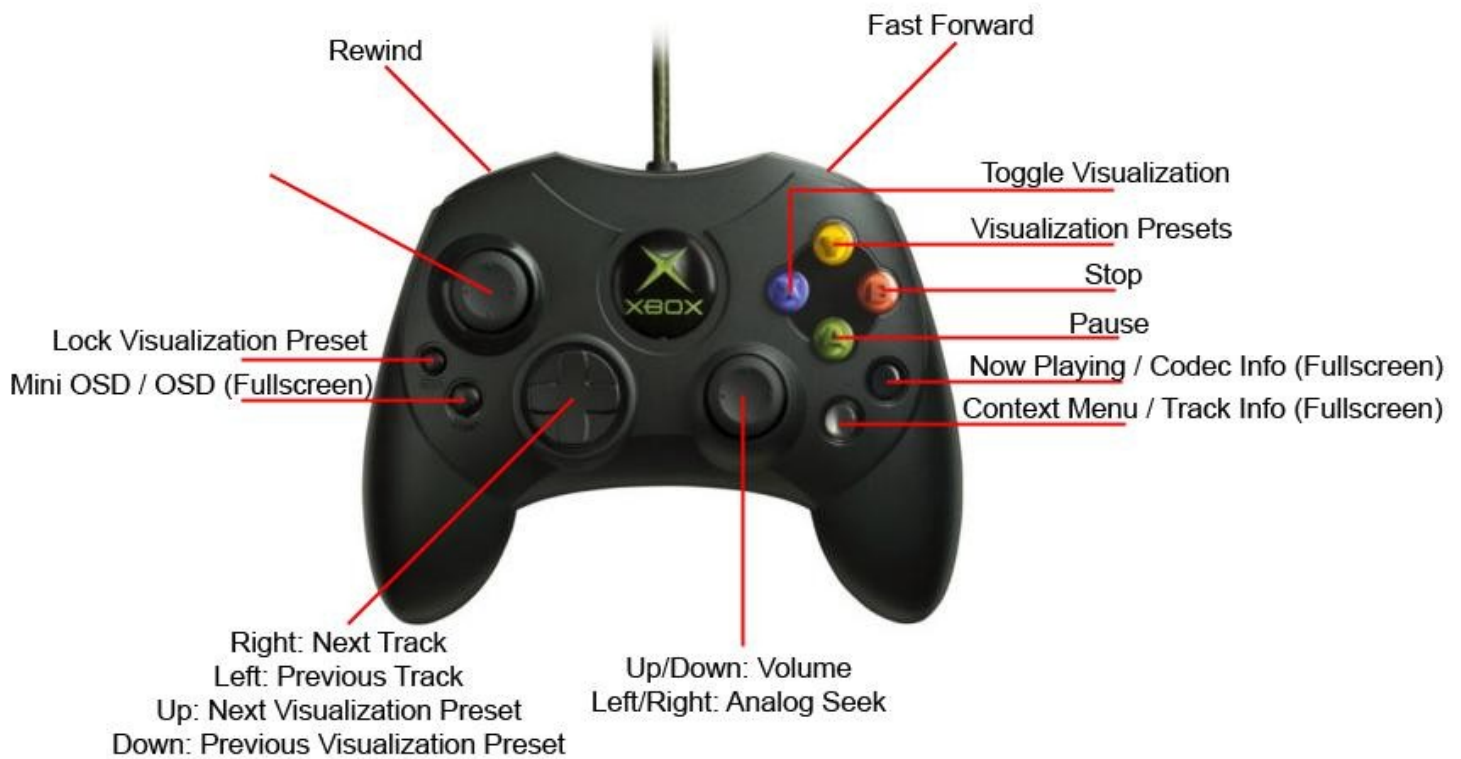 Fast Forward
Rewind
Toggle Visualization
Visualization Presets
Stop
Pause
Lock Visualization Preset
Now Playing / Codec Info (Fullscreen)
Mini OSD / OSD (Fullscreen)
Context Menu / Track Info (Fullscreen)
XBOX
Y
X
B
A
Right: Next Track
Left: Previous Track
Up: Next Visualization Preset
Down: Previous Visualization Preset
Up/Down: Volume
Left/Right: Analog Seek